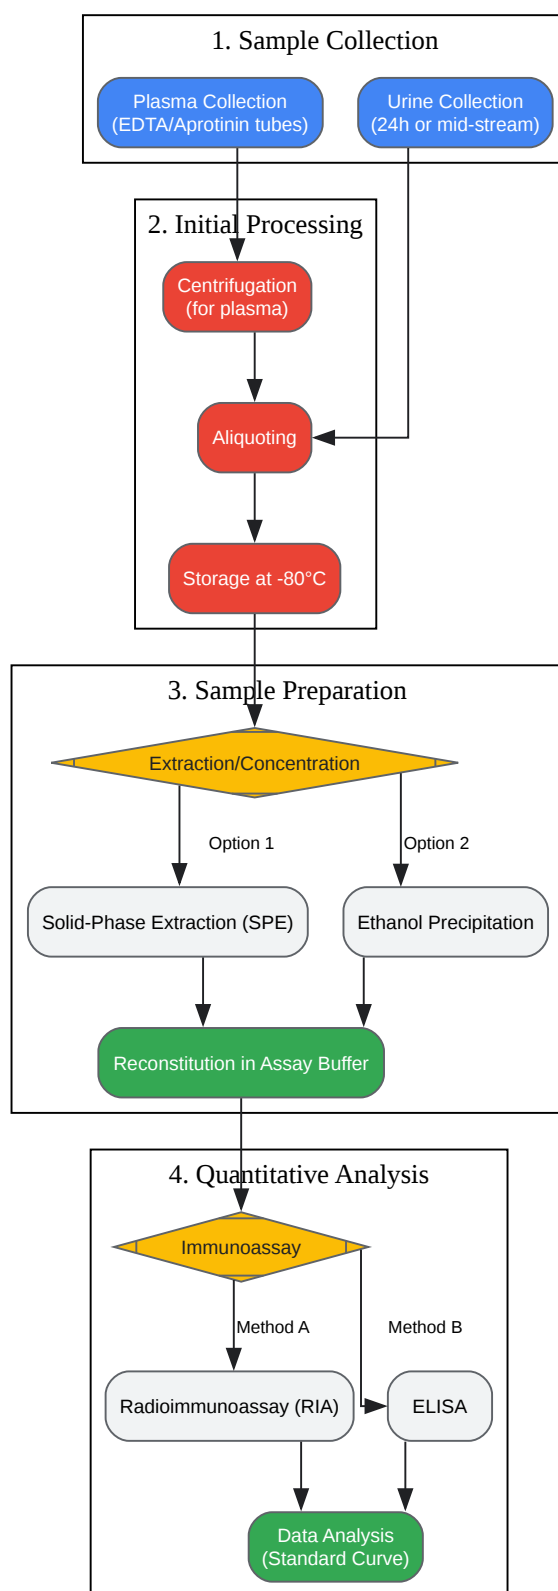 1. Sample Collection
Plasma Collection
(EDTA/Aprotinin tubes)
Urine Collection
(24h or mid-stream)
2. Initial Processing
Centrifugation
(for plasma)
Aliquoting
Storage at -80°C
3. Sample Preparation
Extraction/Concentration
Option 1
Option 2
Solid-Phase Extraction (SPE)
Ethanol Precipitation
Reconstitution in Assay Buffer
4. Quantitative Analysis
Immunoassay
Method A
Method B
Radioimmunoassay (RIA)
ELISA
Data Analysis
(Standard Curve)